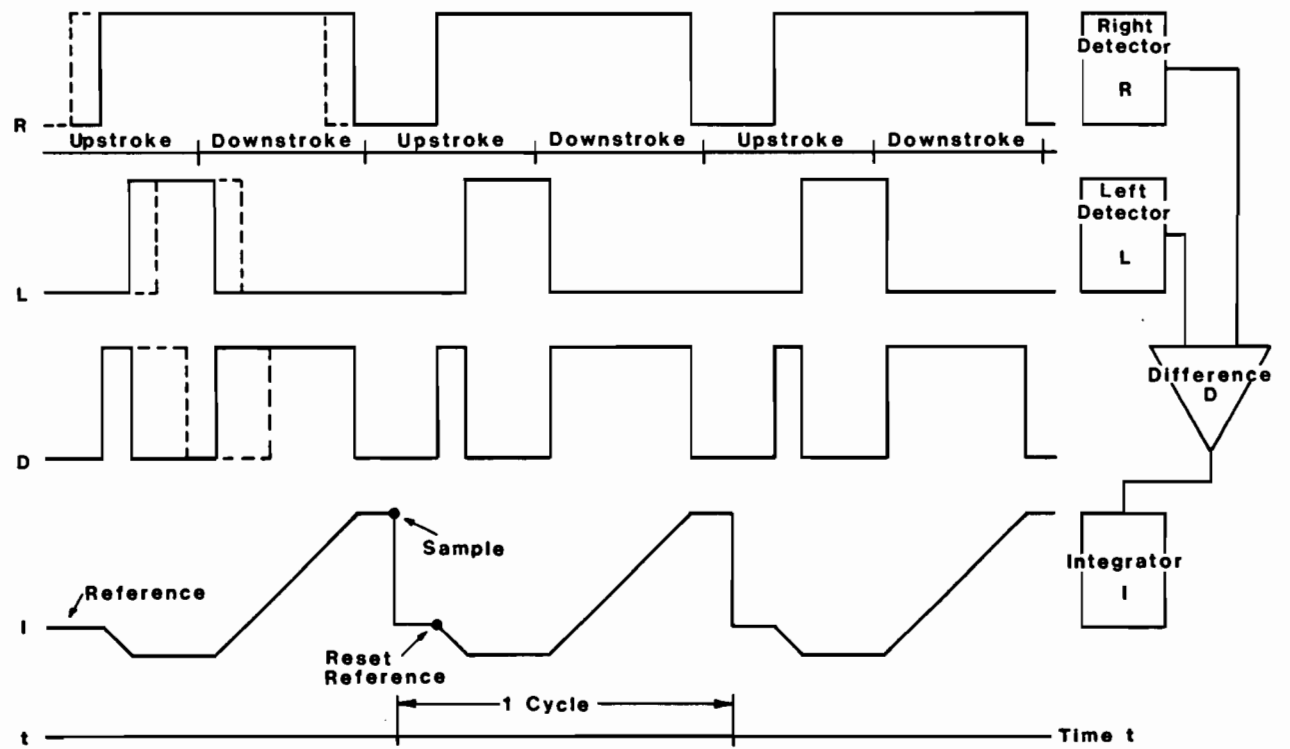 Right
Detector
R
R
Upstroke
Downstroke
Upstroke
Downstroke
Upstroke
Downstroke
Left
Detector
L
L
Difference
D
D
Sample
Reference
Integrator
I
I
Reset
Reference
1 Cycle
t
Time t